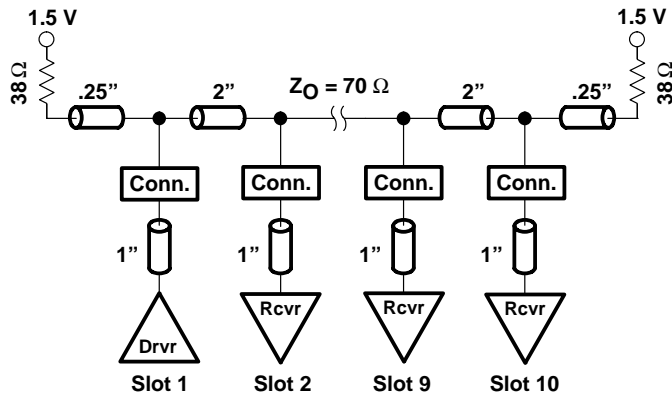 1.5 V
1.5 V
38 Ω
38 Ω
.25”
2”
ZO = 70 Ω
2”
.25”
Conn.
Conn.
Conn.
Conn.
1”
1”
1”
1”
Drvr
Rcvr
Rcvr
Rcvr
Slot 1
Slot 2
Slot 9
Slot 10